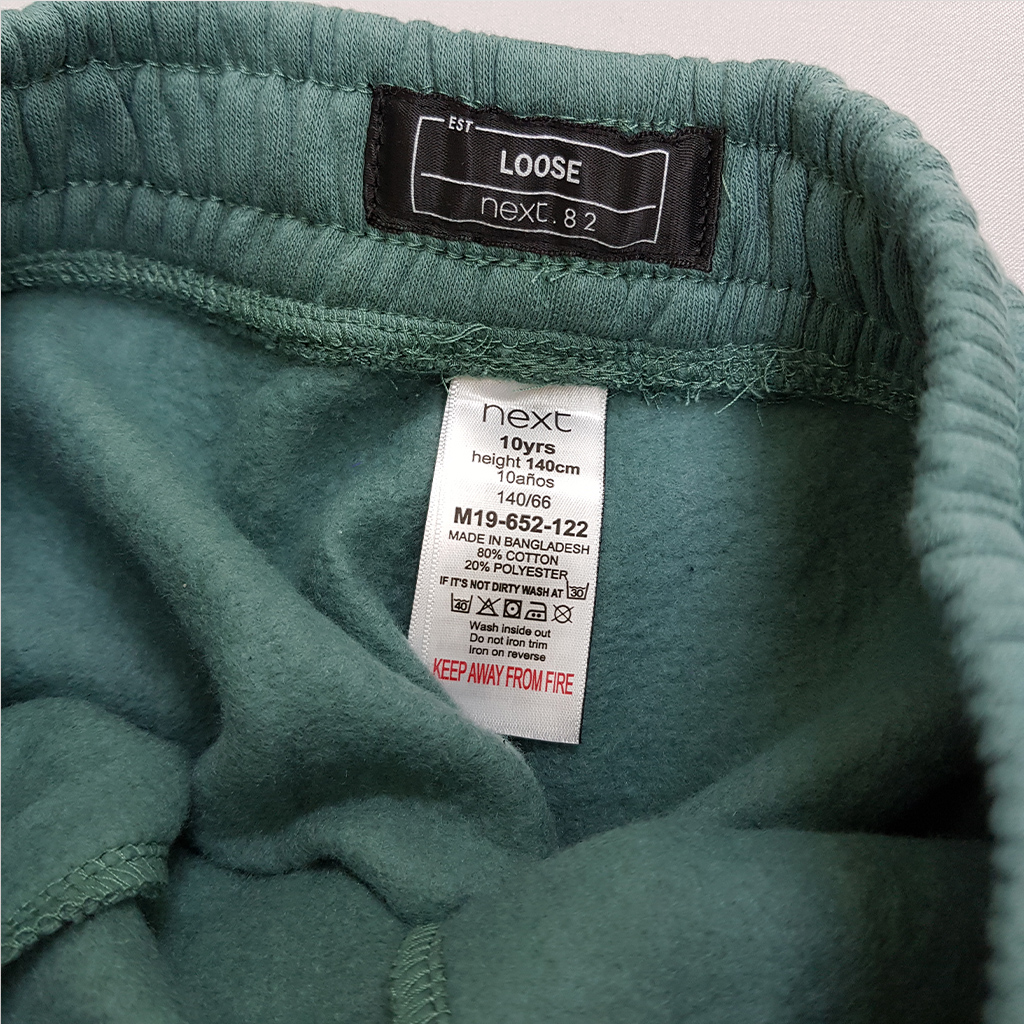 EST
LOOSE
next.82
next
10yrs
height 140cm
10años
140/66
M19-652-122
MADE IN BANGLADESH
80% COTTON
20% POLYESTER
IF IT'S NOT DIRTY WASH AT 30
40
Wash inside out
Do not iron trim
Iron on reverse
KEEP AWAY FROM FIRE